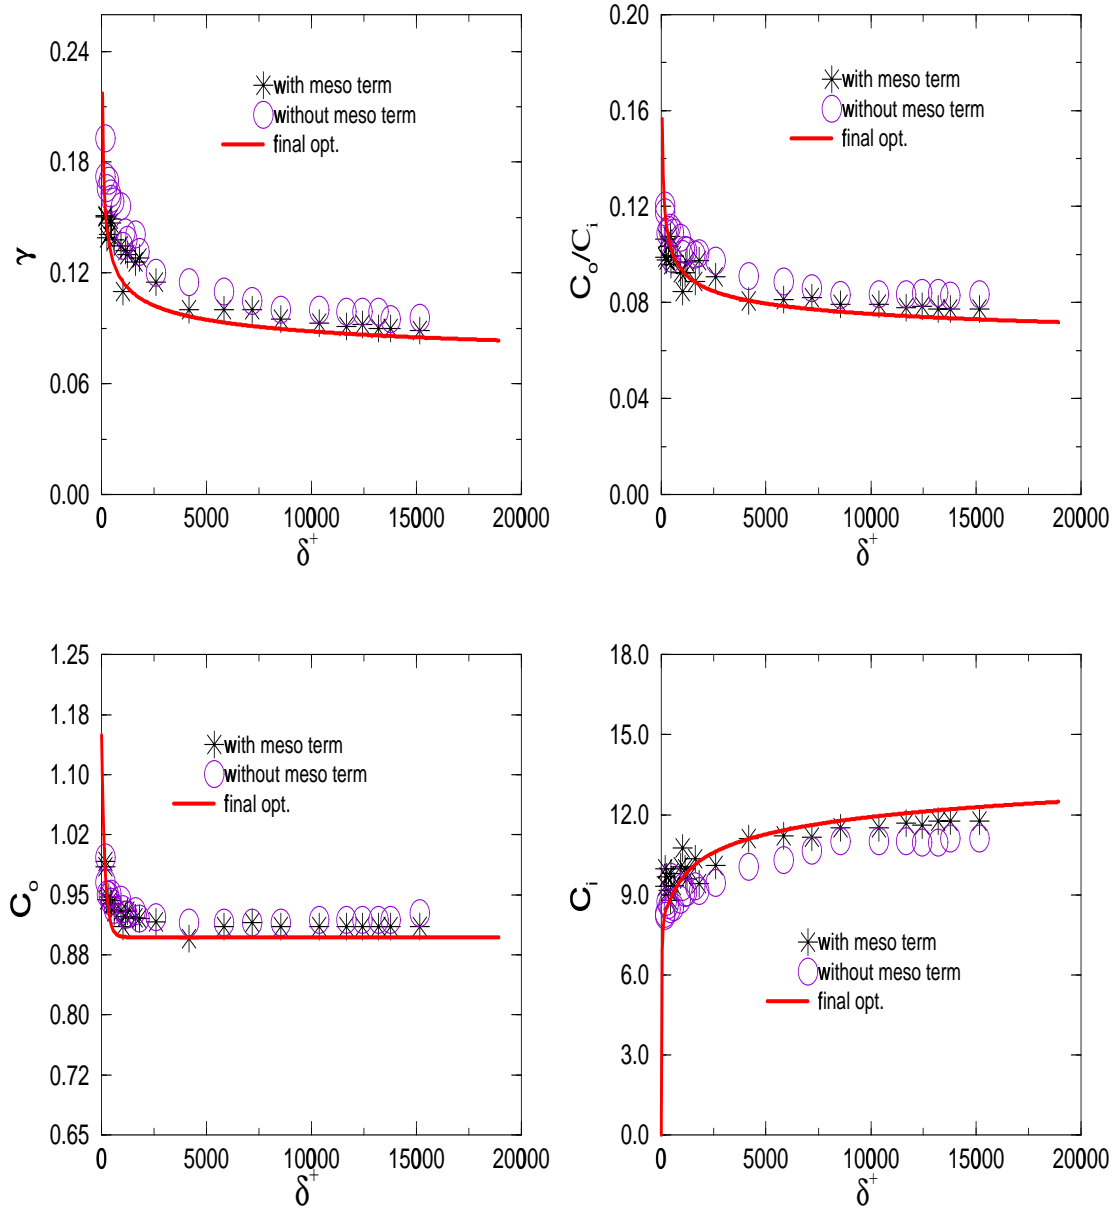 0.24
0.18
0.12
0.06
0.00
γ
with meso term
without meso term
final opt.
0 5000 10000 15000 20000
δ+
0.20
0.16
0.12
0.08
0.04
0.00
Co/Ci
with meso term
without meso term
final opt.
0 5000 10000 15000 20000
δ+
1.25
1.18
1.10
1.02
0.95
0.88
0.80
0.72
0.65
Co
with meso term
without meso term
final opt.
0 5000 10000 15000 20000
δ+
18.0
15.0
12.0
9.0
6.0
3.0
0.0
Ci
with meso term
without meso term
final opt.
0 5000 10000 15000 20000
δ+